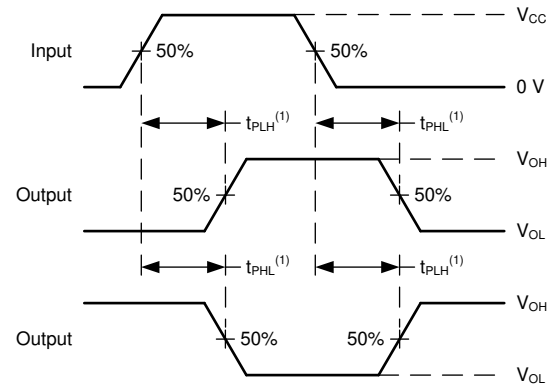 V_CC
Input 50% 50%
0 V
t_PLH^(1) t_PHL^(1)
V_OH
Output 50% 50%
V_OL
t_PHL^(1) t_PLH^(1)
V_OH
Output 50% 50%
V_OL